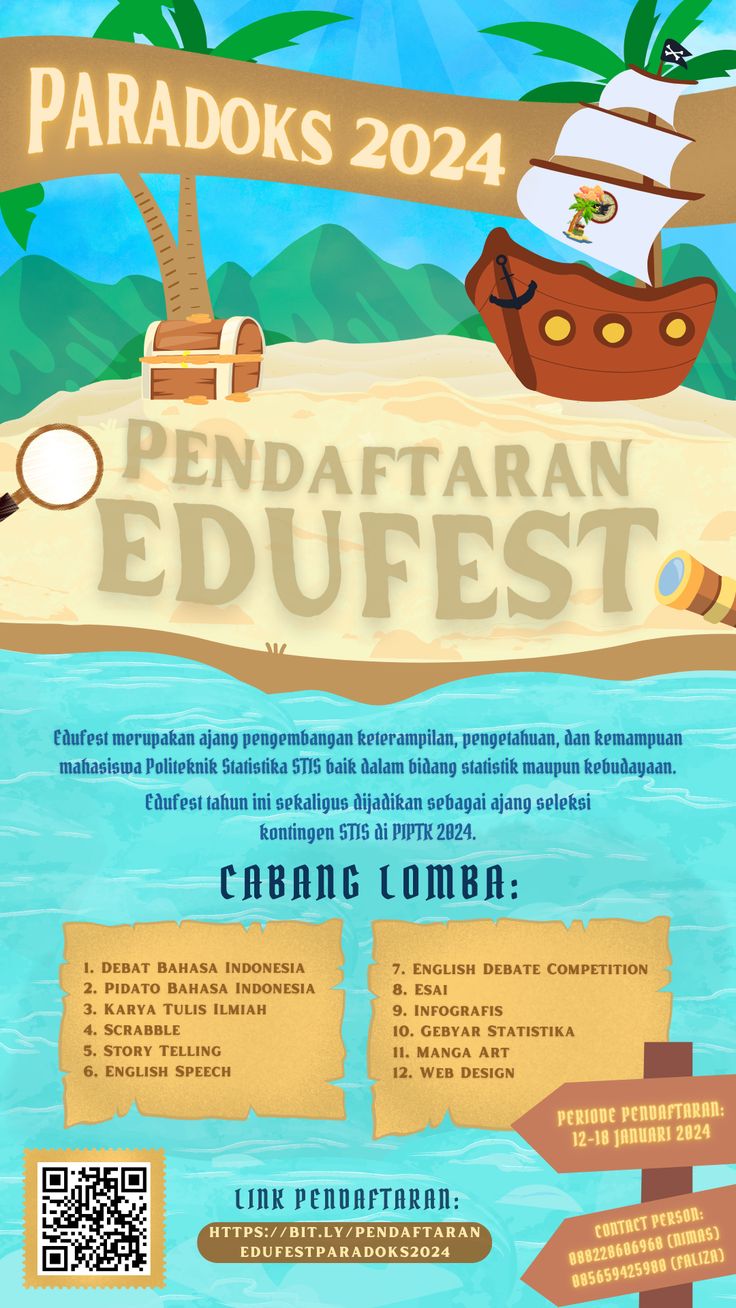 PARADOKS 2024
PENDAFTARAN
EDUFEST
Edufest merupakan ajang pengembangan keterampilan, pengetahuan, dan kemampuan
mahasiswa Politeknik Statistika STIS baik dalam bidang statistik maupun kebudayaan.
Edufest tahun ini sekaligus dijadikan sebagai ajang seleksi
kontingen STIS di PIPTK 2024.
CABANG LOMBA:
1. DEBAT BAHASA INDONESIA
2. PIDATO BAHASA INDONESIA
3. KARYA TULIS ILMIAH
4. SCRABBLE
5. STORY TELLING
6. ENGLISH SPEECH
7. ENGLISH DEBATE COMPETITION
8. ESAI
9. INFOGRAFIS
10. GEBYAR STATISTIKA
11. MANGA ART
12. WEB DESIGN
PERIODE PENDAFTARAN:
12-18 JANUARI 2024
LINK PENDAFTARAN:
HTTPS://BIT.LY/PENDAFTARAN
EDUFESTPARADOKS2024
CONTACT PERSON:
088228606968 (NIMAS)
085659425980 (FALIZA)